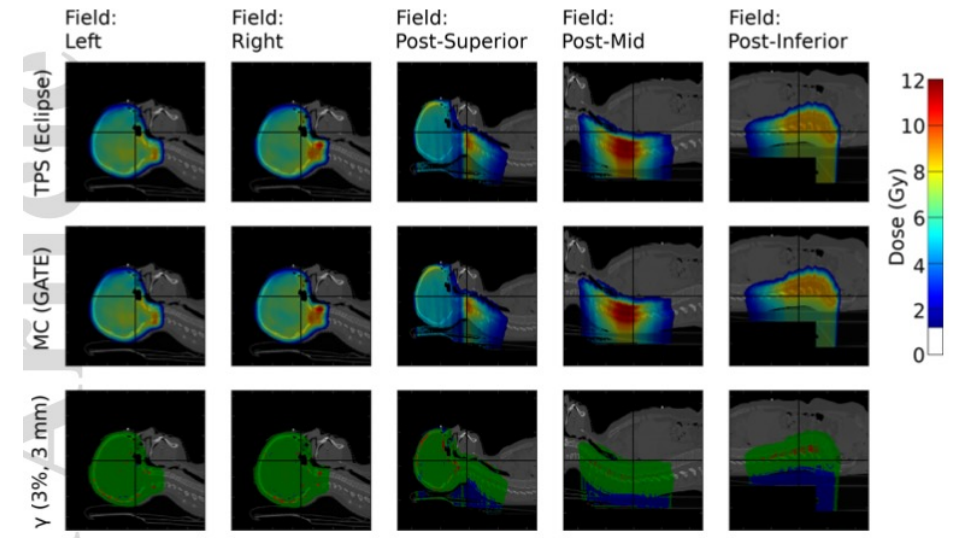 Field:
Left
Field:
Right
Field:
Post-Superior
Field:
Post-Mid
Field:
Post-Inferior
TPS (Eclipse)
MC (GATE)
γ (3%, 3 mm)
Dose (Gy)
12
10
8
6
4
2
0